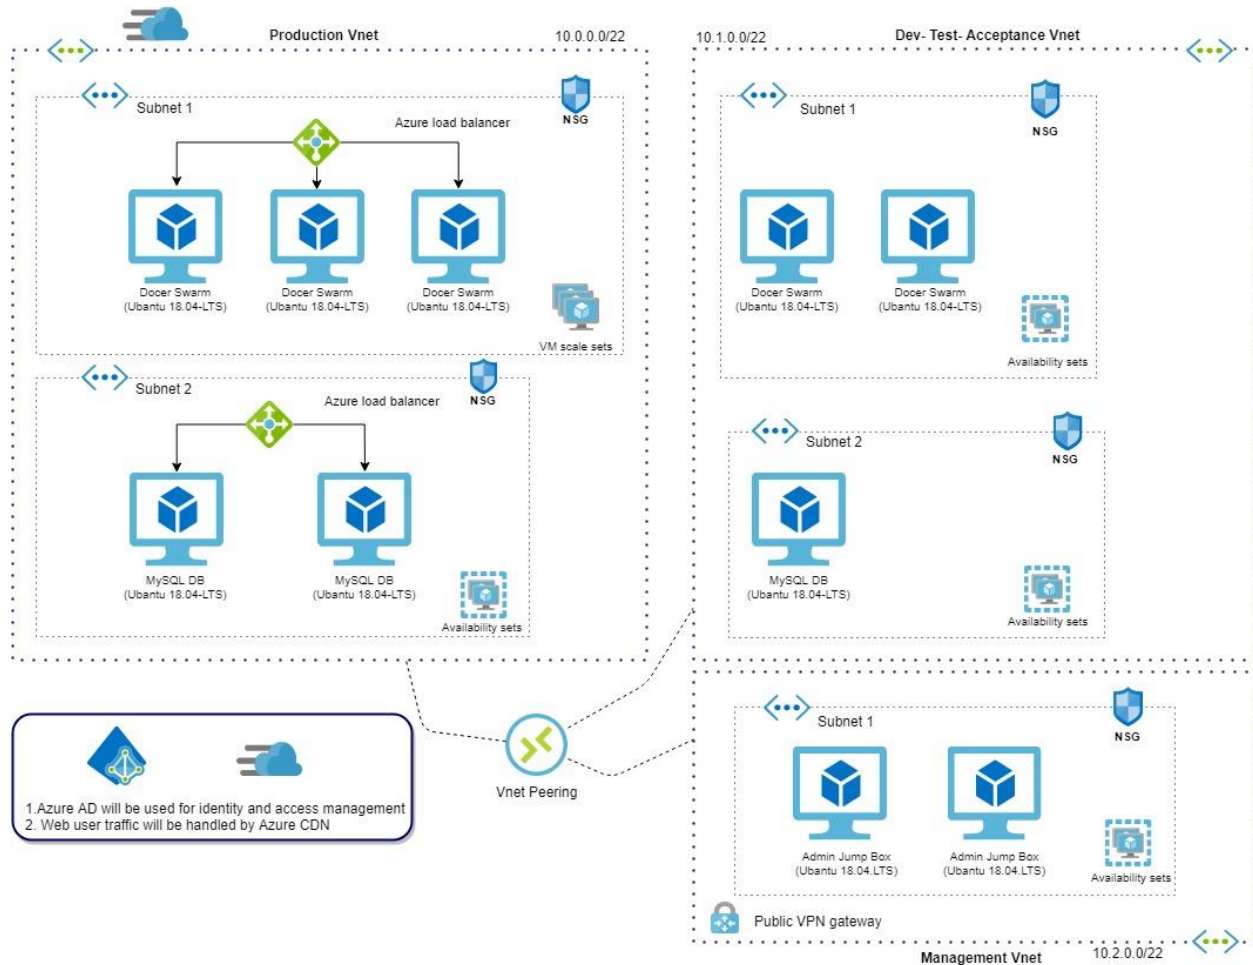 Production Vnet
10.0.0.0/22
Subnet 1
NSG
Azure load balancer
Docer Swarm
(Ubantu 18.04-LTS)
Docer Swarm
(Ubantu 18.04-LTS)
Docer Swarm
(Ubantu 18.04-LTS)
VM scale sets
Subnet 2
NSG
Azure load balancer
MySQL DB
(Ubantu 18.04-LTS)
MySQL DB
(Ubantu 18.04-LTS)
Availability sets
10.1.0.0/22
Dev- Test- Acceptance Vnet
Subnet 1
NSG
Docer Swarm
(Ubantu 18.04-LTS)
Docer Swarm
(Ubantu 18.04-LTS)
Availability sets
Subnet 2
NSG
MySQL DB
(Ubantu 18.04-LTS)
Availability sets
Vnet Peering
1.Azure AD will be used for identity and access management
2. Web user traffic will be handled by Azure CDN
Subnet 1
NSG
Admin Jump Box
(Ubantu 18.04.LTS)
Admin Jump Box
(Ubantu 18.04.LTS)
Availability sets
Public VPN gateway
Management Vnet
10.2.0.0/22